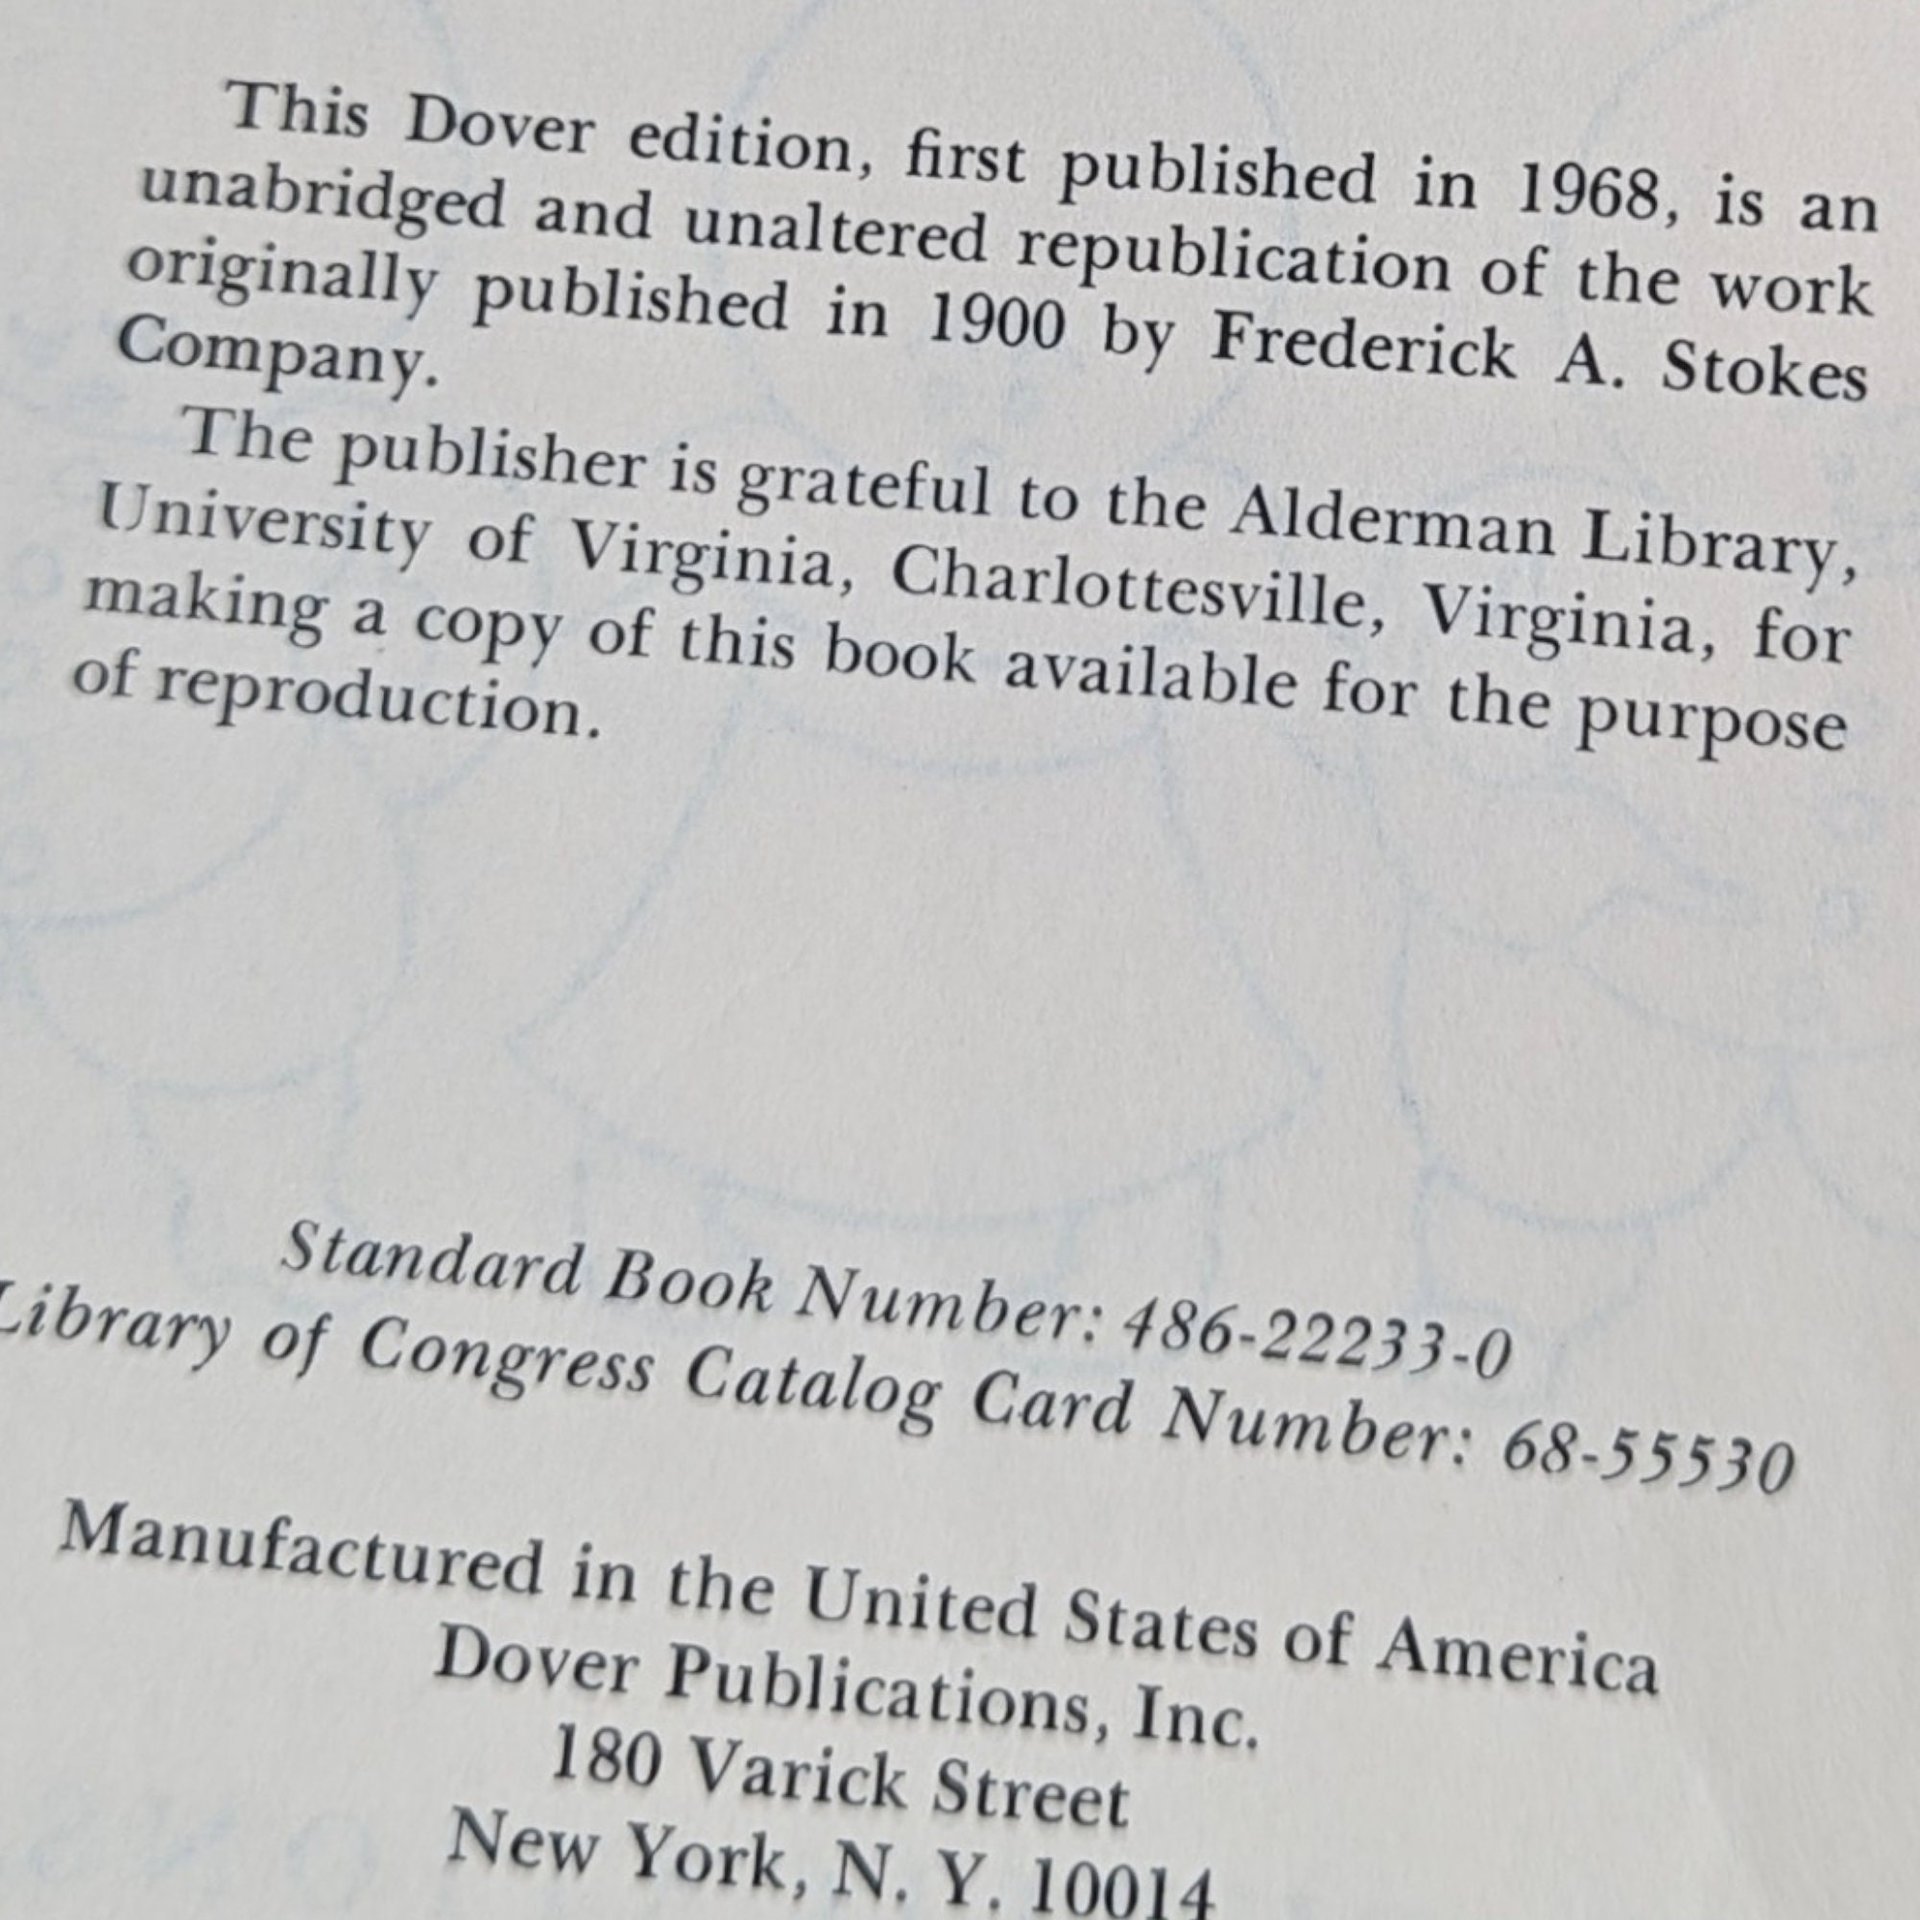 This Dover edition, first published in 1968, is an
unabridged and unaltered republication of the work
originally published in 1900 by Frederick A. Stokes
Company.
The publisher is grateful to the Alderman Library,
University of Virginia, Charlottesville, Virginia, for
making a copy of this book available for the purpose
of reproduction.
Standard Book Number: 486-22233-0
Library of Congress Catalog Card Number: 68-55530
Manufactured in the United States of America
Dover Publications, Inc.
180 Varick Street
New York, N. Y. 10014